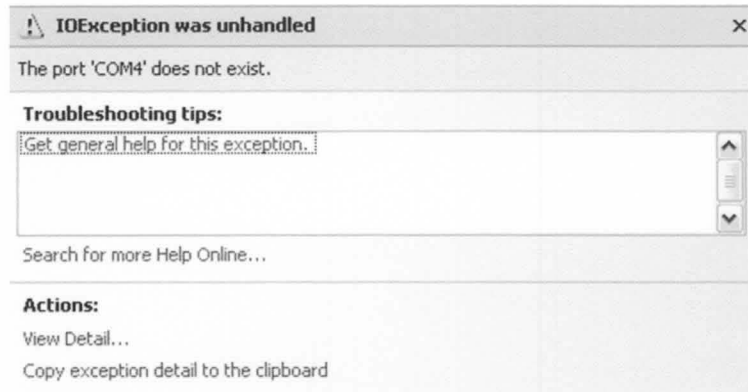 IOException was unhandled
The port 'COM4' does not exist.
Troubleshooting tips:
Get general help for this exception.
Search for more Help Online...
Actions:
View Detail...
Copy exception detail to the clipboard